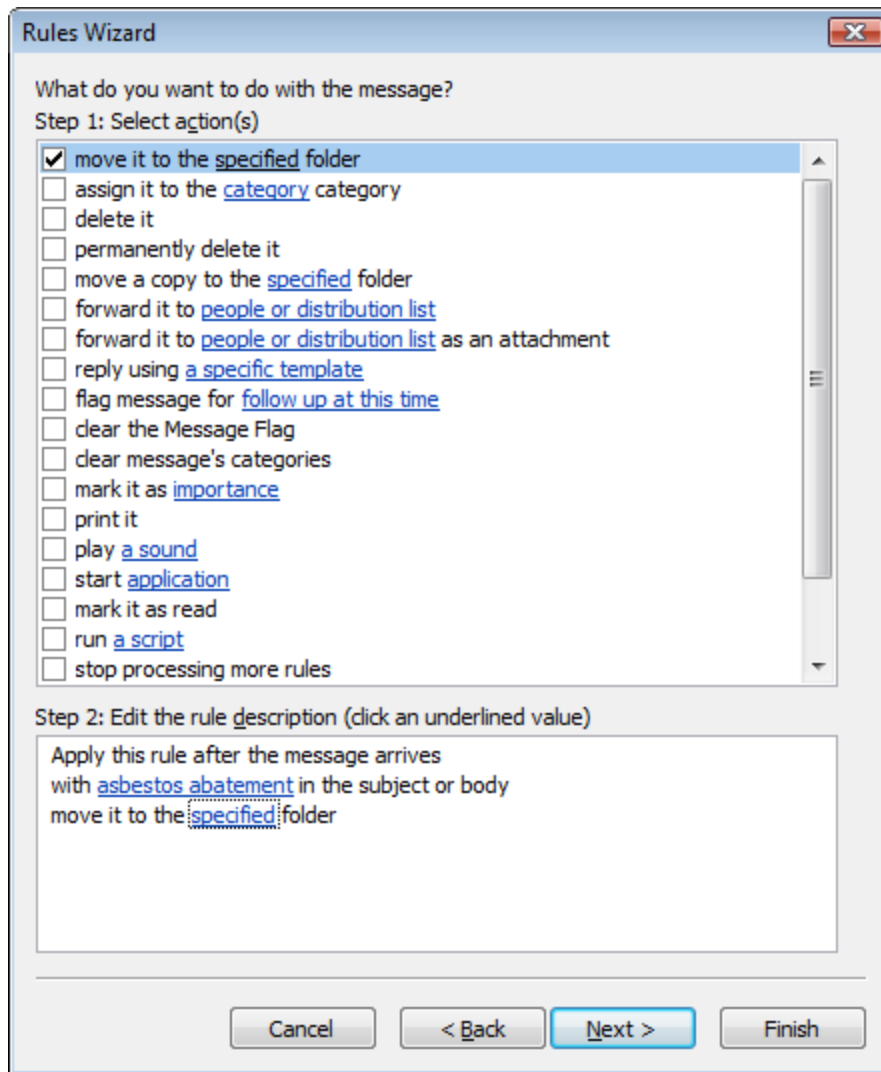 Rules Wizard
What do you want to do with the message?
Step 1: Select action(s)
move it to the specified folder
assign it to the category category
delete it
permanently delete it
move a copy to the specified folder
forward it to people or distribution list
forward it to people or distribution list as an attachment
reply using a specific template
flag message for follow up at this time
clear the Message Flag
clear message's categories
mark it as importance
print it
play a sound
start application
mark it as read
run a script
stop processing more rules
Step 2: Edit the rule description (click an underlined value)
Apply this rule after the message arrives
with asbestos abatement in the subject or body
move it to the specified folder
Cancel
< Back
Next >
Finish